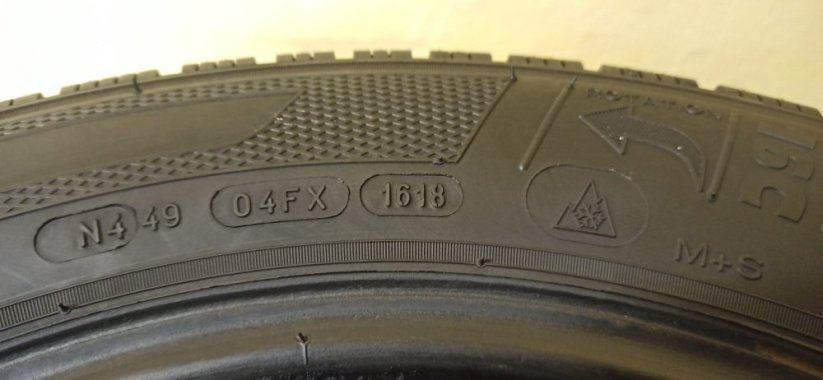 ROTATION
N4 49 04FX 1618
M+S